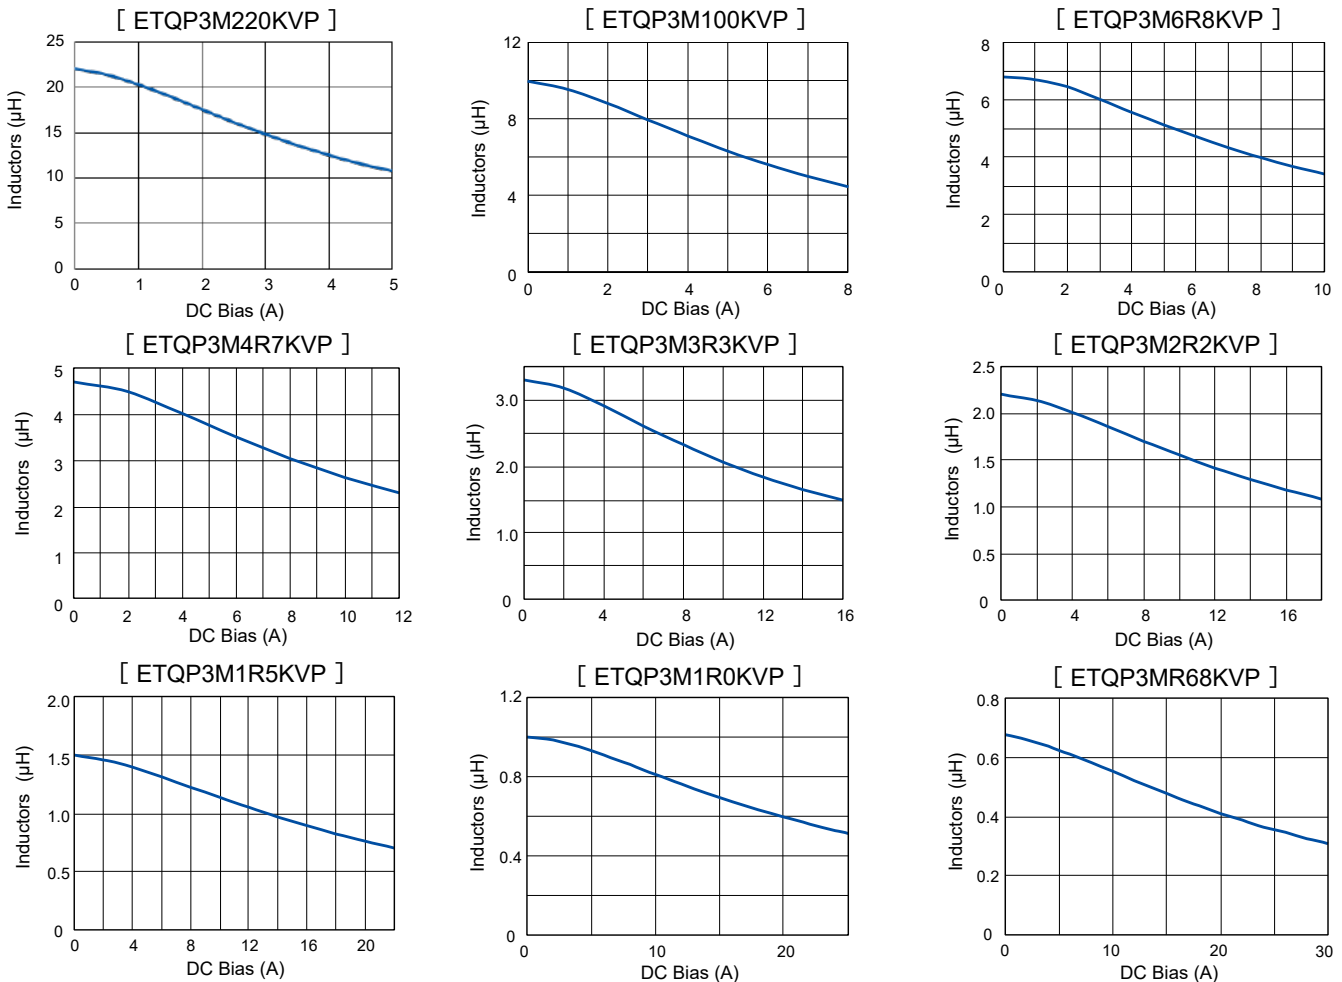 [ ETQP3M220KVP ]
Inductors (µH)
25
20
15
10
5
0
0 1 2 3 4 5
DC Bias (A)
[ ETQP3M100KVP ]
Inductors (µH)
12
8
4
0
0 2 4 6 8
DC Bias (A)
[ ETQP3M6R8KVP ]
Inductors (µH)
8
6
4
2
0
0 2 4 6 8 10
DC Bias (A)
[ ETQP3M4R7KVP ]
Inductors (µH)
5
4
3
2
1
0
0 2 4 6 8 10 12
DC Bias (A)
[ ETQP3M3R3KVP ]
Inductors (µH)
3.0
2.0
1.0
0
0 4 8 12 16
DC Bias (A)
[ ETQP3M2R2KVP ]
Inductors (µH)
2.5
2.0
1.5
1.0
0.5
0
0 4 8 12 16
DC Bias (A)
[ ETQP3M1R5KVP ]
Inductors (µH)
2.0
1.5
1.0
0.5
0
0 4 8 12 16 20
DC Bias (A)
[ ETQP3M1R0KVP ]
Inductors (µH)
1.2
0.8
0.4
0
0 10 20
DC Bias (A)
[ ETQP3MR68KVP ]
Inductors (µH)
0.8
0.6
0.4
0.2
0
0 10 20 30
DC Bias (A)